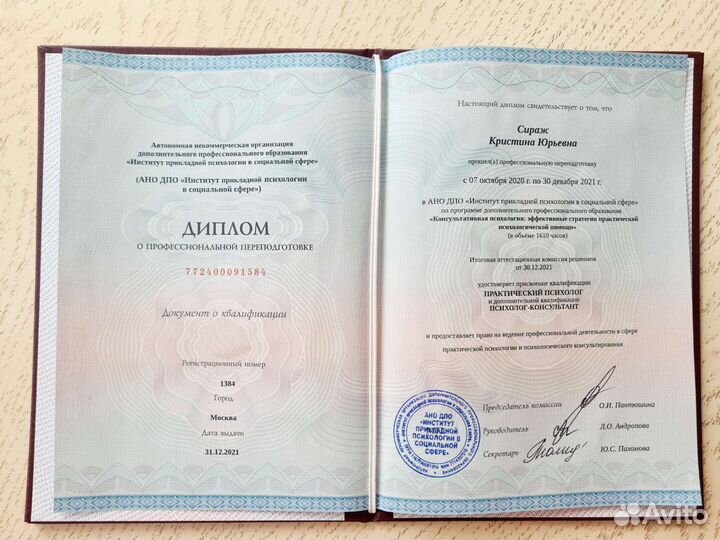 Автономная некоммерческая организация
дополнительного профессионального образования
«Институт прикладной психологии в социальной сфере»
(АНО ДПО «Институт прикладной психологии
в социальной сфере»)
ДИПЛОМ
О ПРОФЕССИОНАЛЬНОЙ ПЕРЕПОДГОТОВКЕ
772400091584
Документ о квалификации
Регистрационный номер
1384
Город
Москва
Дата выдачи
31.12.2021
Настоящий диплом свидетельствует о том, что
Сираж
Кристина Юрьевна
прошел(а) профессиональную переподготовку
с 07 октября 2020 г. по 30 декабря 2021 г.
в АНО ДПО «Институт прикладной психологии в социальной сфере»
по программе дополнительного профессионального образования
«Консультативная психология: эффективные стратегии практической
психологической помощи»
(в объёме 1610 часов)
Итоговая аттестационная комиссия решением
от 30.12.2021
удостоверяет присвоение квалификации
ПРАКТИЧЕСКИЙ ПСИХОЛОГ
и дополнительной квалификации
ПСИХОЛОГ-КОНСУЛЬТАНТ
и предоставляет право на ведение профессиональной деятельности в сфере
практической психологии и психологического консультирования
Председатель комиссии О.И. Пантюшина
Руководитель Л.О. Андропова
Секретарь Ю.С. Пахомова
АНО ДПО
«ИНСТИТУТ
ПРИКЛАДНОЙ
ПСИХОЛОГИИ В
СОЦИАЛЬНОЙ
СФЕРЕ»
Avito